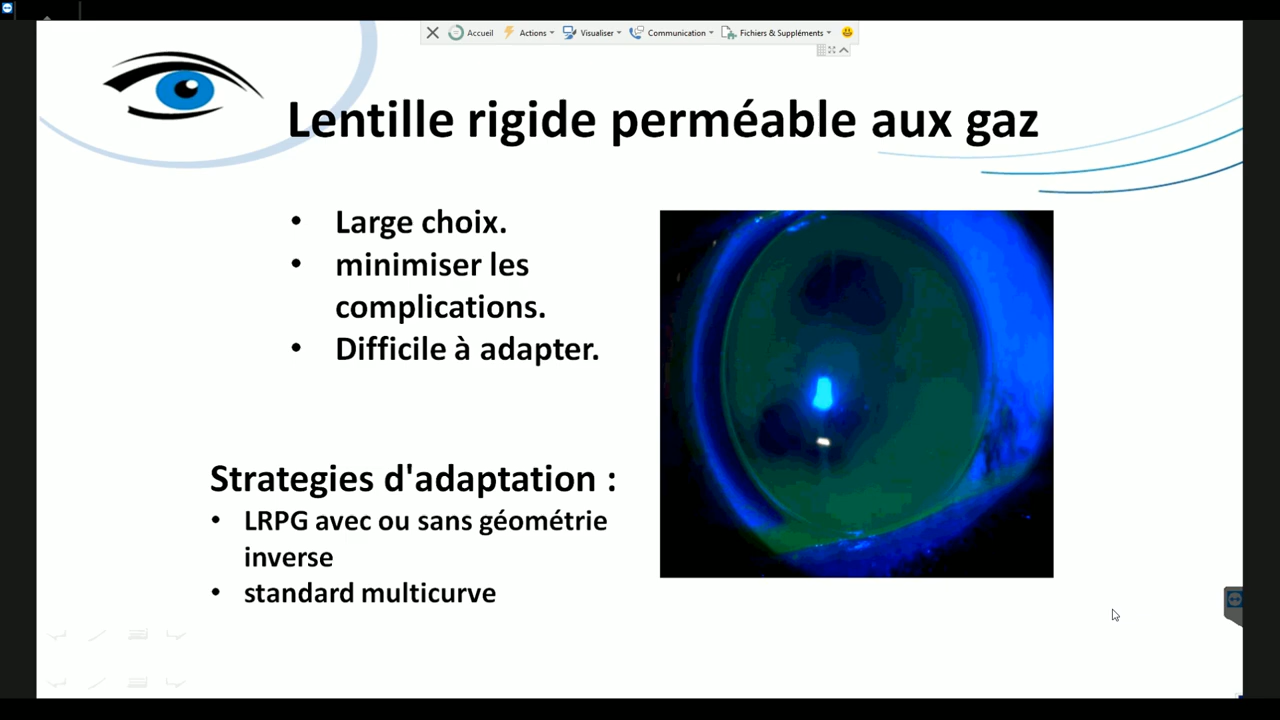 Accueil Actions Visualiser Communication Fichiers & Suppléments
Lentille rigide perméable aux gaz
• Large choix.
• minimiser les
complications.
• Difficile à adapter.
Strategies d'adaptation :
• LRPG avec ou sans géométrie
inverse
• standard multicurve